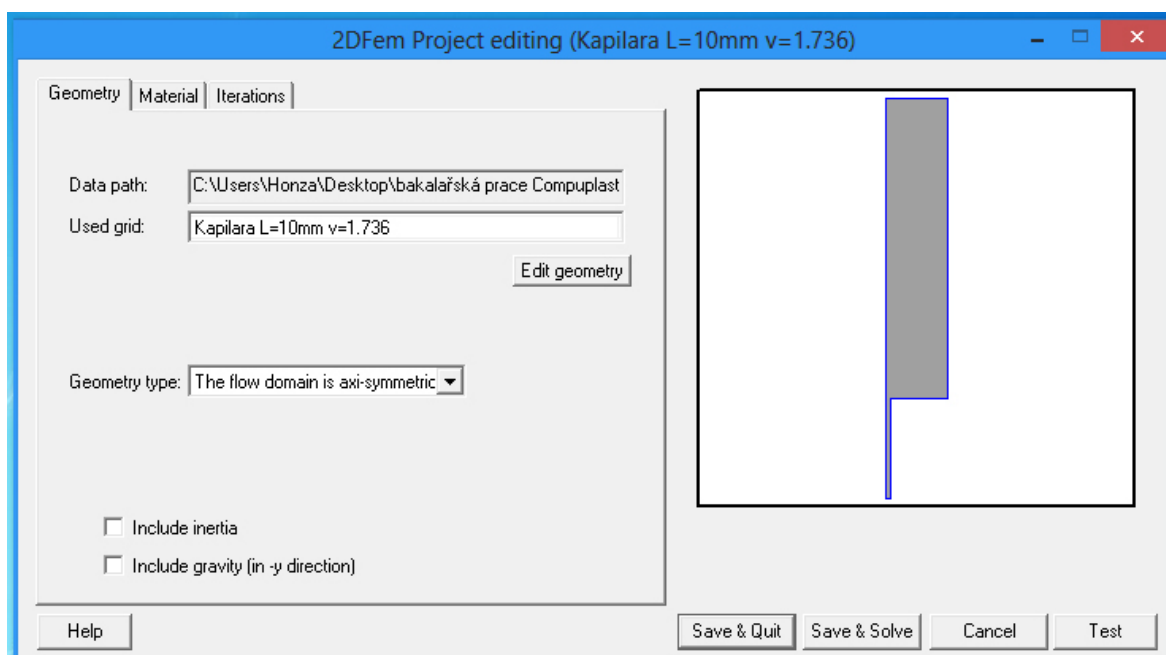 2DFem Project editing (Kapilara L=10mm v=1.736)
Geometry Material Iterations
Data path: C:\Users\Honza\Desktop\bakalařská prace Compuplast
Used grid: Kapilara L=10mm v=1.736
Edit geometry
Geometry type: The flow domain is axi-symmetric
Include inertia
Include gravity (in -y direction)
Help Save & Quit Save & Solve Cancel Test